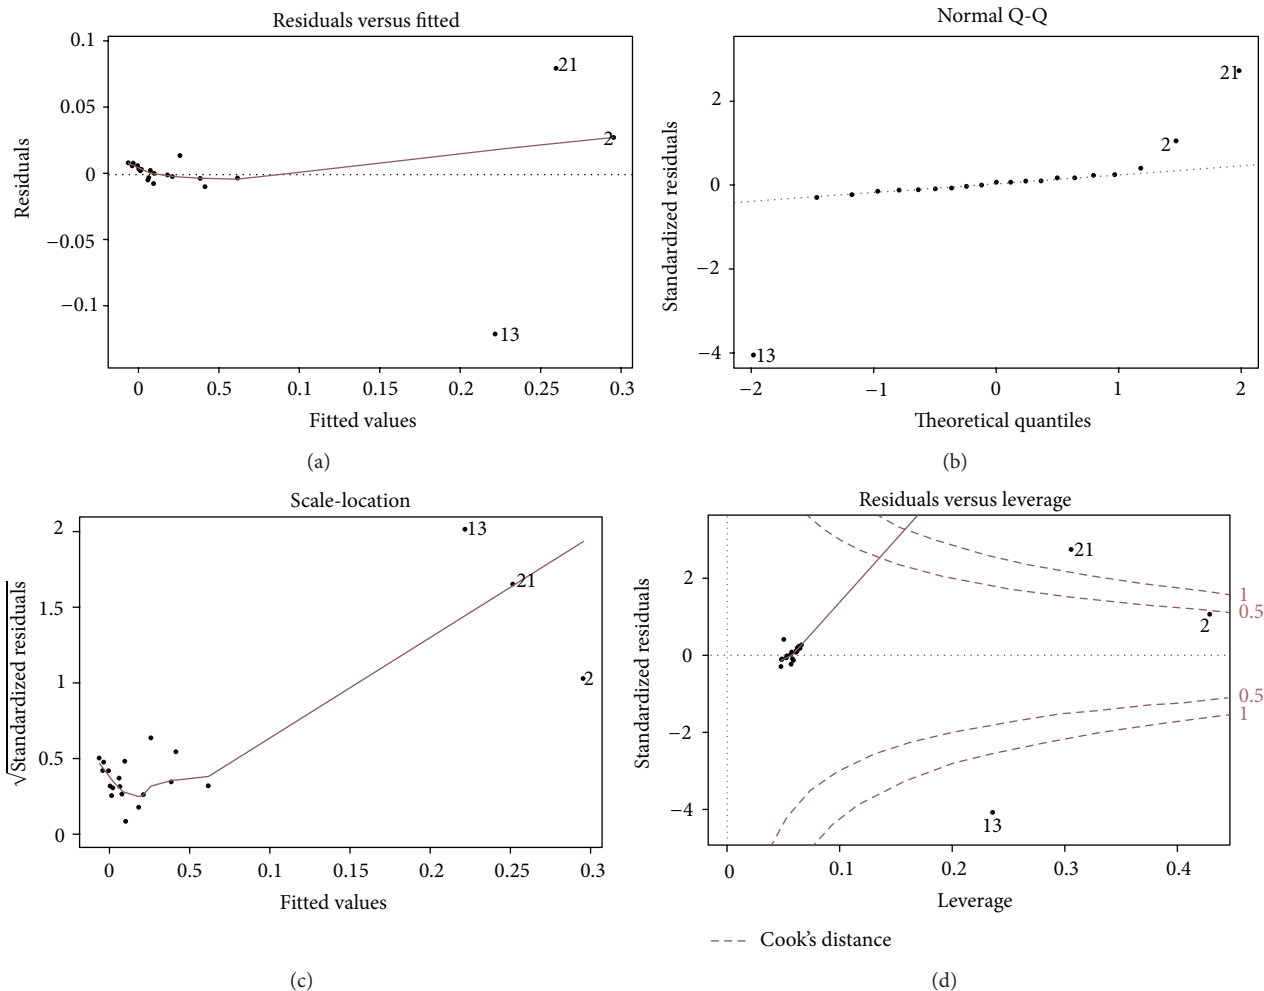 Residuals versus fitted
0.1
0.05
0
−0.05
−0.1
Residuals
21
2
13
0 0.05 0.1 0.15 0.2 0.25 0.3
Fitted values
(a)
Normal Q-Q
2
0
−2
−4
Standardized residuals
21
2
13
−2 −1 0 1 2
Theoretical quantiles
(b)
Scale-location
2
1.5
1
0.5
0
√Standardized residuals
13
21
2
0 0.05 0.1 0.15 0.2 0.25 0.3
Fitted values
(c)
Residuals versus leverage
2
0
−2
−4
Standardized residuals
21
1
0.5
2
0.5
1
13
0 0.1 0.2 0.3 0.4
Leverage
Cook's distance
(d)